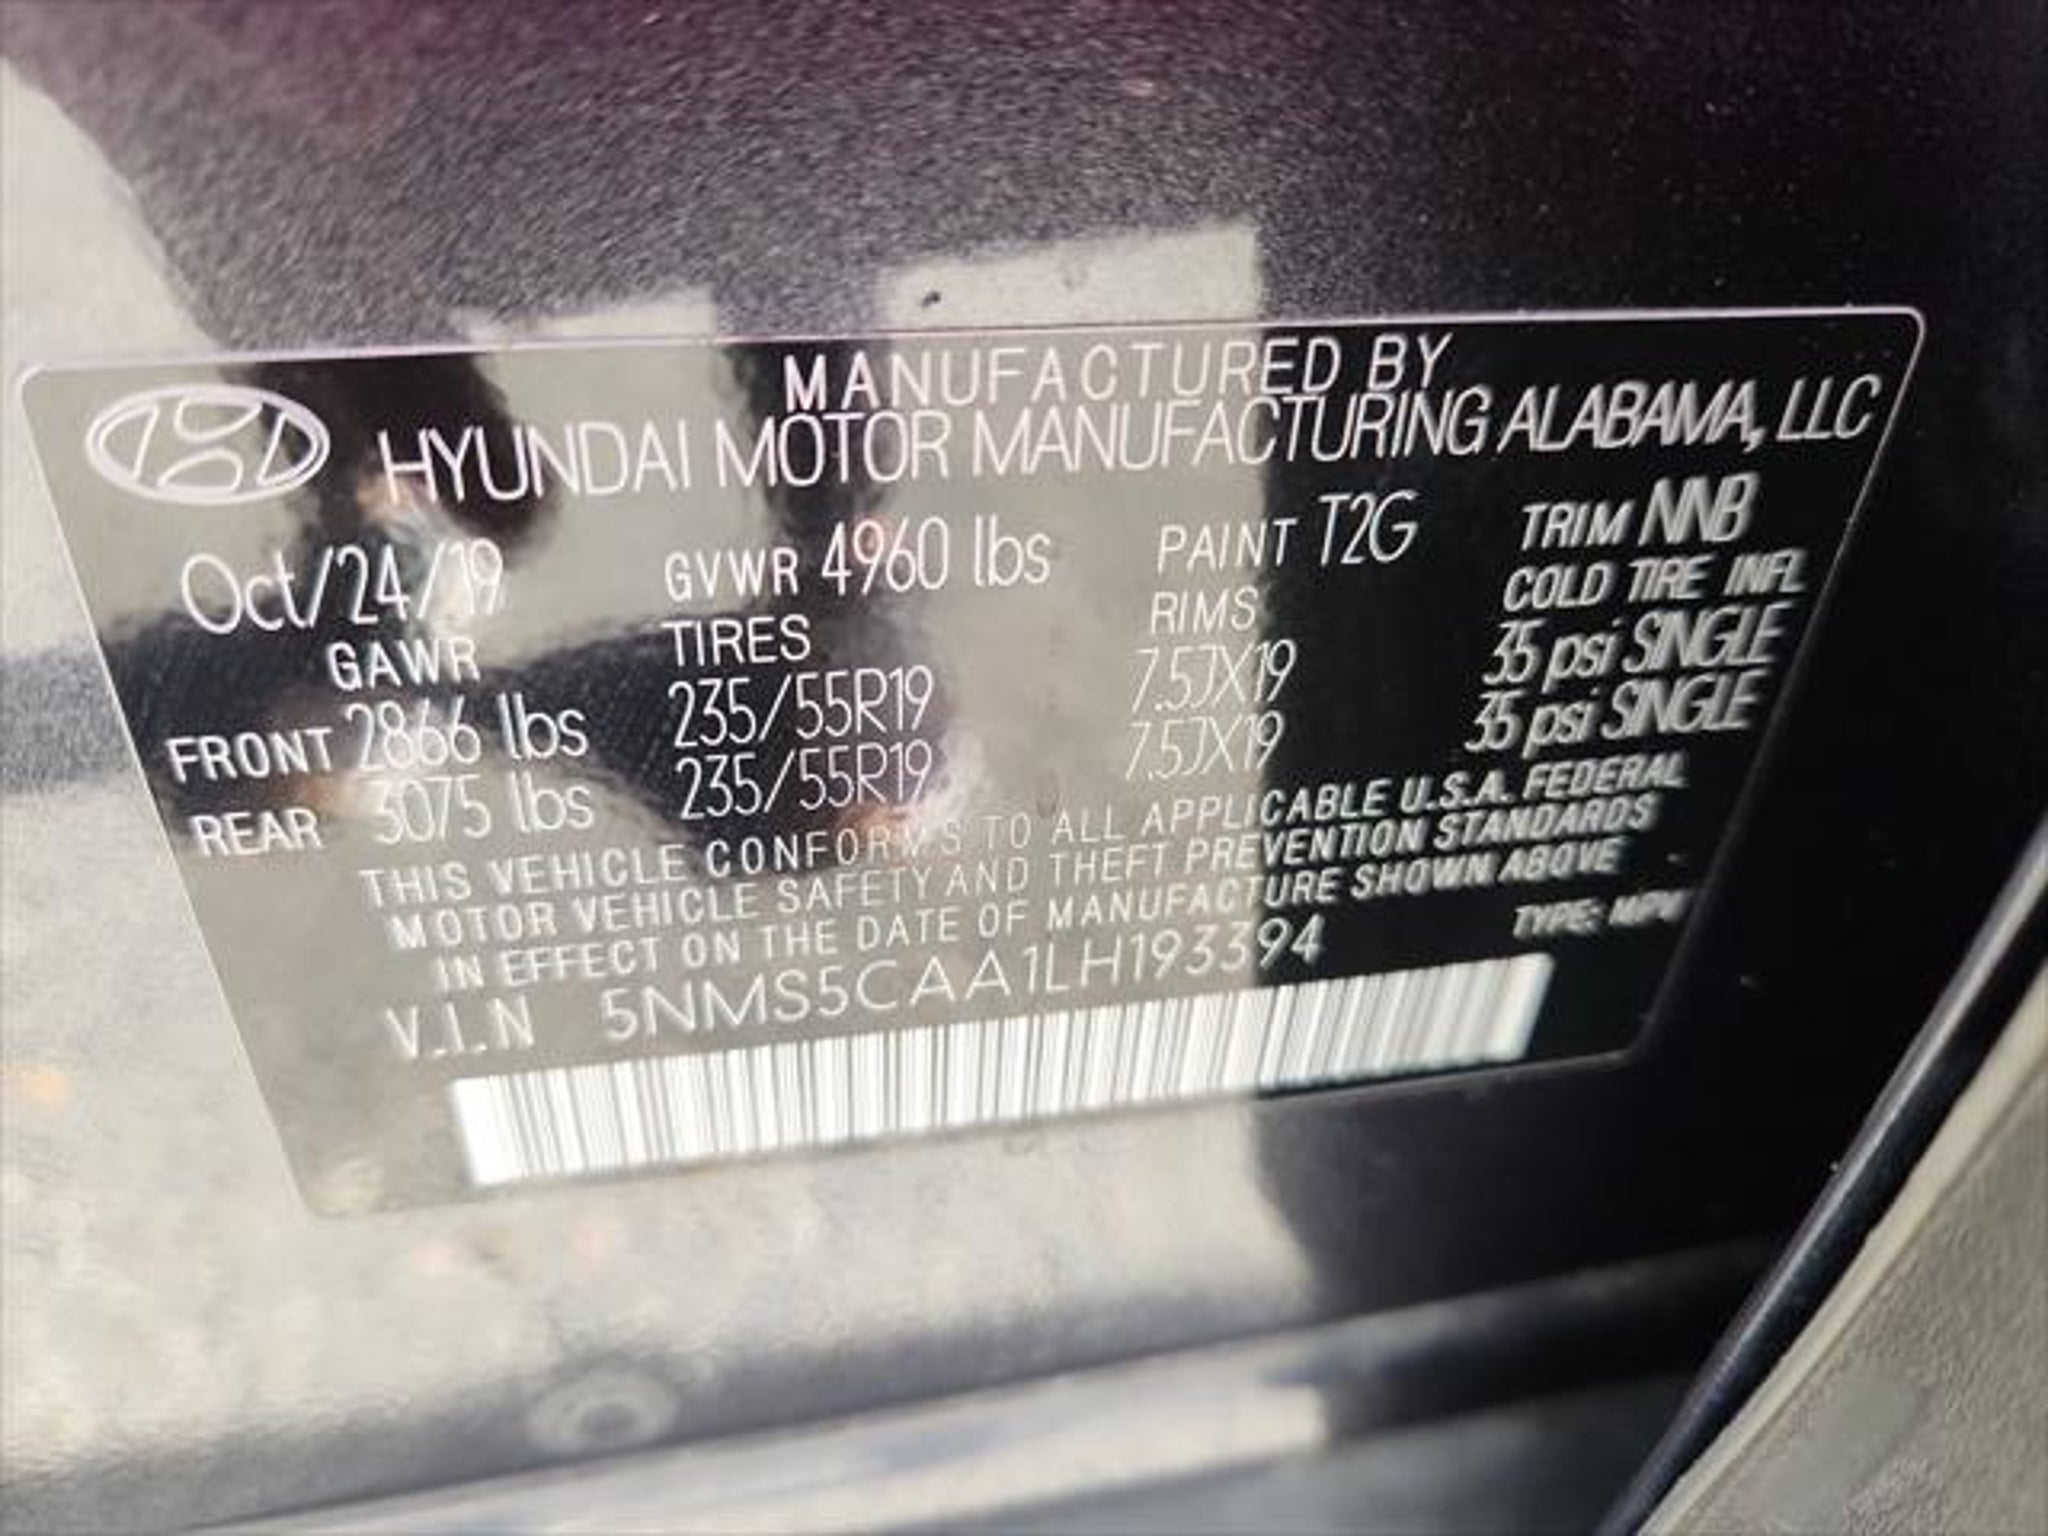 MANUFACTURED BY
HYUNDAI MOTOR MANUFACTURING ALABAMA, LLC
Oct/24/19 GVWR 4960 lbs PAINT T2G TRIM NNB
GAWR TIRES RIMS COLD TIRE INFL
FRONT 2866 lbs 235/55R19 7.5JX19 35 psi SINGLE
REAR 3075 lbs 235/55R19 7.5JX19 35 psi SINGLE
THIS VEHICLE CONFORMS TO ALL APPLICABLE U.S.A. FEDERAL
MOTOR VEHICLE SAFETY AND THEFT PREVENTION STANDARDS
IN EFFECT ON THE DATE OF MANUFACTURE SHOWN ABOVE
V.I.N 5NMS5CAA1LH193394 TYPE: MPV